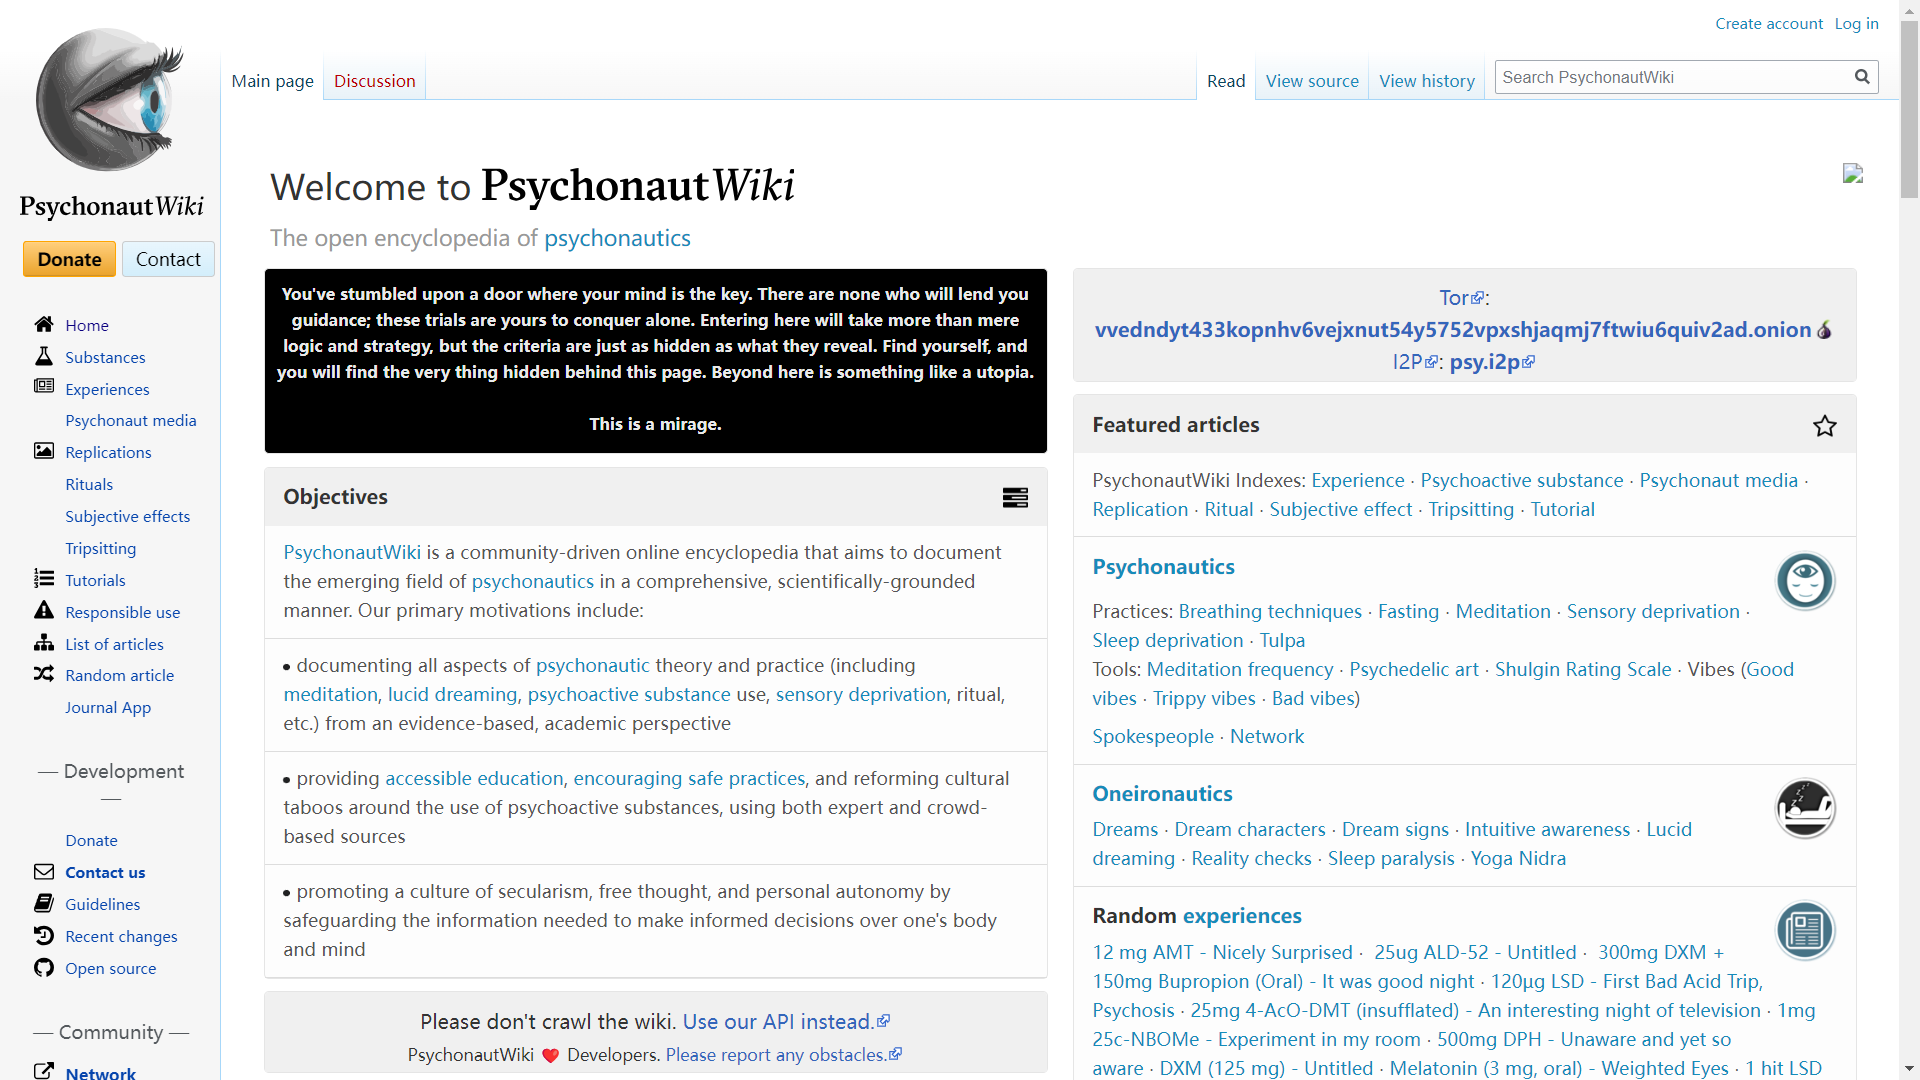 Create account Log in
Main page Discussion Read View source View history Search PsychonautWiki
PsychonautWiki
Donate Contact
Home
Substances
Experiences
Psychonaut media
Replications
Rituals
Subjective effects
Tripsitting
Tutorials
Responsible use
List of articles
Random article
Journal App
— Development
—
Donate
Contact us
Guidelines
Recent changes
Open source
— Community —
Network
Welcome to PsychonautWiki
The open encyclopedia of psychonautics
You've stumbled upon a door where your mind is the key. There are none who will lend you
guidance; these trials are yours to conquer alone. Entering here will take more than mere
logic and strategy, but the criteria are just as hidden as what they reveal. Find yourself, and
you will find the very thing hidden behind this page. Beyond here is something like a utopia.
This is a mirage.
Objectives
PsychonautWiki is a community-driven online encyclopedia that aims to document
the emerging field of psychonautics in a comprehensive, scientifically-grounded
manner. Our primary motivations include:
• documenting all aspects of psychonautic theory and practice (including
meditation, lucid dreaming, psychoactive substance use, sensory deprivation, ritual,
etc.) from an evidence-based, academic perspective
• providing accessible education, encouraging safe practices, and reforming cultural
taboos around the use of psychoactive substances, using both expert and crowd-
based sources
• promoting a culture of secularism, free thought, and personal autonomy by
safeguarding the information needed to make informed decisions over one's body
and mind
Please don't crawl the wiki. Use our API instead.
PsychonautWiki ❤ Developers. Please report any obstacles.
Tor:
vvedndyt433kopnhv6vejxnut54y5752vpxshjaqmj7ftwiu6quiv2ad.onion
I2P: psy.i2p
Featured articles
PsychonautWiki Indexes: Experience · Psychoactive substance · Psychonaut media ·
Replication · Ritual · Subjective effect · Tripsitting · Tutorial
Psychonautics
Practices: Breathing techniques · Fasting · Meditation · Sensory deprivation ·
Sleep deprivation · Tulpa
Tools: Meditation frequency · Psychedelic art · Shulgin Rating Scale · Vibes (Good
vibes · Trippy vibes · Bad vibes)
Spokespeople · Network
Oneironautics
Dreams · Dream characters · Dream signs · Intuitive awareness · Lucid
dreaming · Reality checks · Sleep paralysis · Yoga Nidra
Random experiences
12 mg AMT - Nicely Surprised · 25ug ALD-52 - Untitled · 300mg DXM +
150mg Bupropion (Oral) - It was good night · 120μg LSD - First Bad Acid Trip,
Psychosis · 25mg 4-AcO-DMT (insufflated) - An interesting night of television · 1mg
25c-NBOMe - Experiment in my room · 500mg DPH - Unaware and yet so
aware · DXM (125 mg) - Untitled · Melatonin (3 mg, oral) - Weighted Eyes · 1 hit LSD